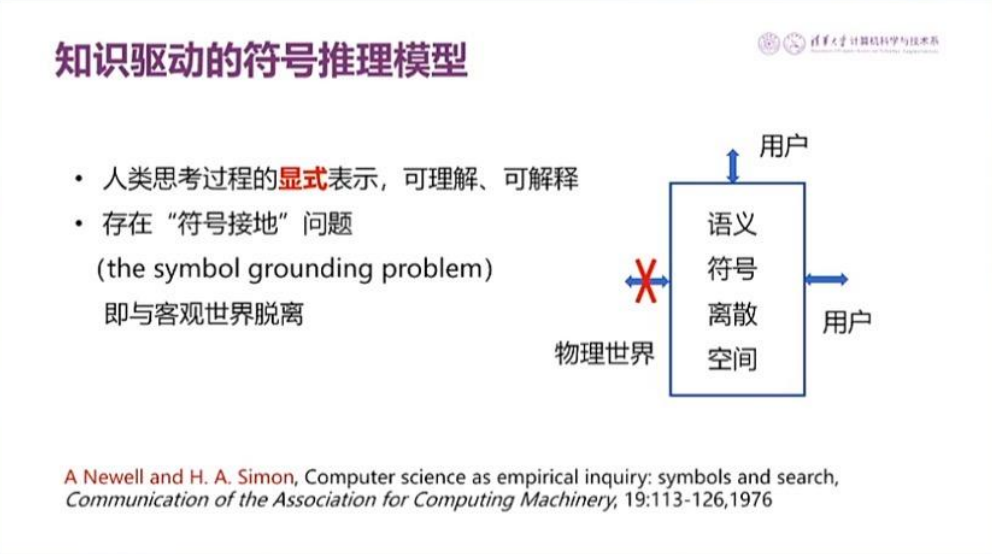 知识驱动的符号推理模型
清华大学计算机科学与技术系
• 人类思考过程的显式表示，可理解、可解释
• 存在“符号接地”问题
（the symbol grounding problem）
即与客观世界脱离
用户
语义
符号
离散
空间
用户
物理世界
A Newell and H. A. Simon, Computer science as empirical inquiry: symbols and search,
Communication of the Association for Computing Machinery, 19:113-126,1976